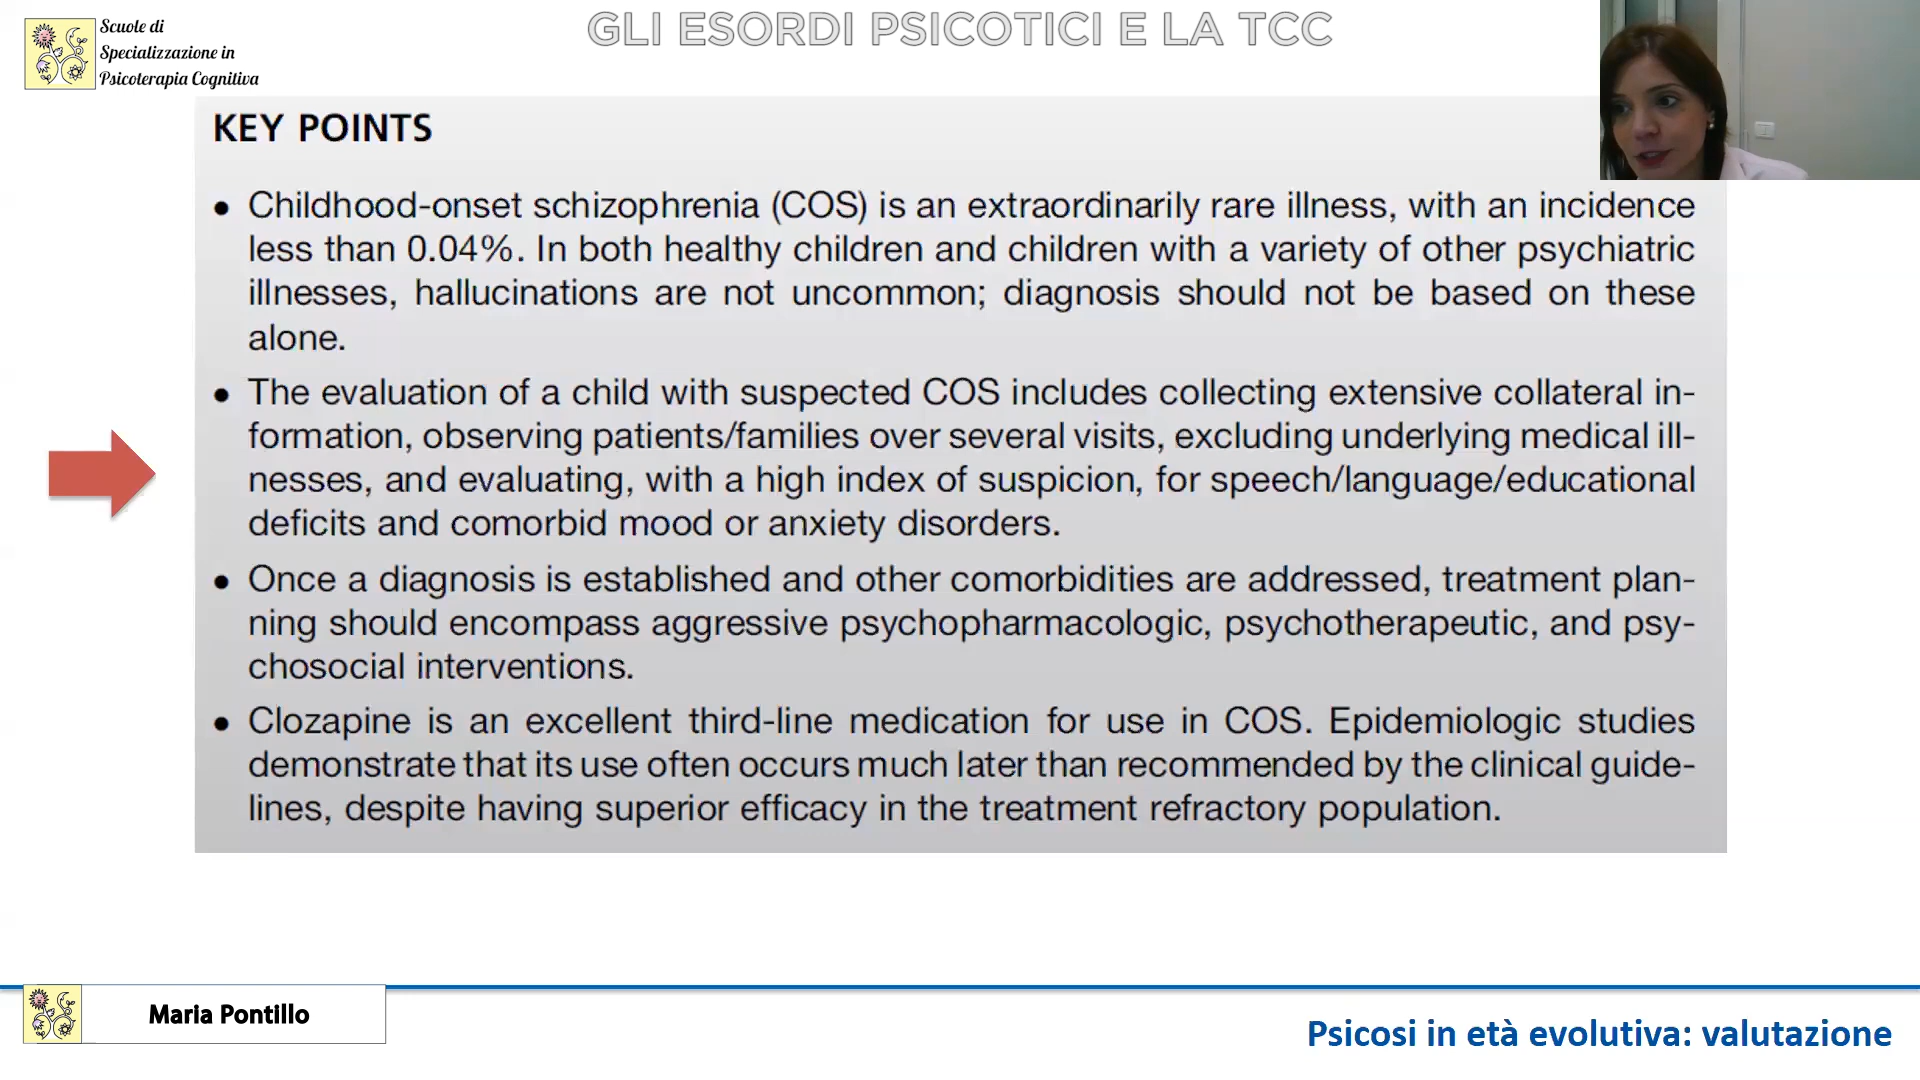 Scuole di
Specializzazione in
Psicoterapia Cognitiva
GLI ESORDI PSICOTICI E LA TCC
KEY POINTS
• Childhood-onset schizophrenia (COS) is an extraordinarily rare illness, with an incidence
less than 0.04%. In both healthy children and children with a variety of other psychiatric
illnesses, hallucinations are not uncommon; diagnosis should not be based on these
alone.
• The evaluation of a child with suspected COS includes collecting extensive collateral in-
formation, observing patients/families over several visits, excluding underlying medical ill-
nesses, and evaluating, with a high index of suspicion, for speech/language/educational
deficits and comorbid mood or anxiety disorders.
• Once a diagnosis is established and other comorbidities are addressed, treatment plan-
ning should encompass aggressive psychopharmacologic, psychotherapeutic, and psy-
chosocial interventions.
• Clozapine is an excellent third-line medication for use in COS. Epidemiologic studies
demonstrate that its use often occurs much later than recommended by the clinical guide-
lines, despite having superior efficacy in the treatment refractory population.
Maria Pontillo
Psicosi in età evolutiva: valutazione